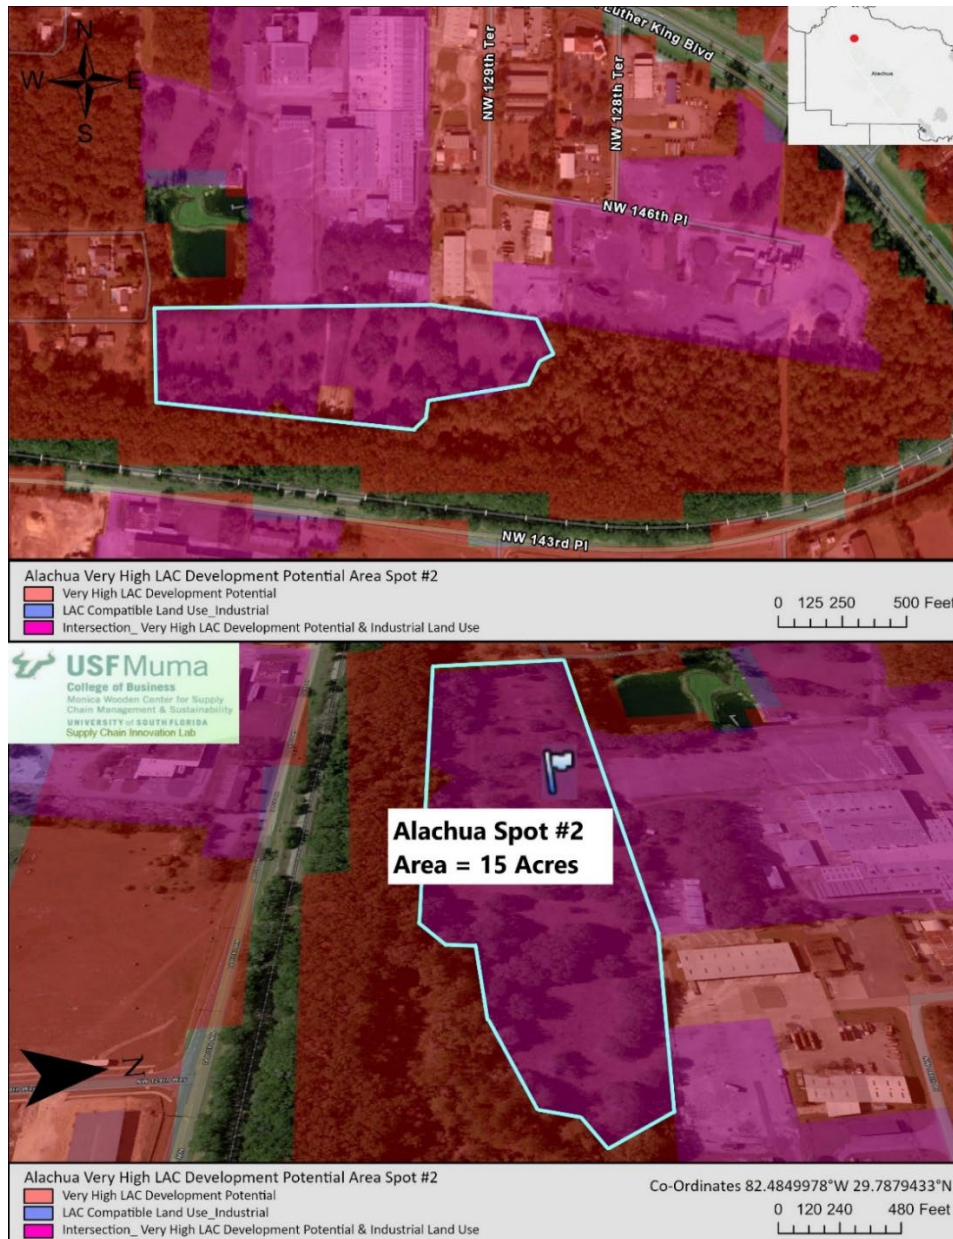 N
W E
S
Luther King Blvd
NW 129th Ter
NW 128th Ter
Alachua
NW 146th Pl
NW 143rd Pl
Alachua Very High LAC Development Potential Area Spot #2
Very High LAC Development Potential
LAC Compatible Land Use_Industrial
Intersection_ Very High LAC Development Potential & Industrial Land Use
0 125 250 500 Feet
USF Muma
College of Business
Monica Wooden Center for Supply
Chain Management & Sustainability
UNIVERSITY of SOUTH FLORIDA
Supply Chain Innovation Lab
Alachua Spot #2
Area = 15 Acres
N
NW 129th Way
Alachua Very High LAC Development Potential Area Spot #2
Very High LAC Development Potential
LAC Compatible Land Use_Industrial
Intersection_ Very High LAC Development Potential & Industrial Land Use
Co-Ordinates 82.4849978°W 29.7879433°N
0 120 240 480 Feet